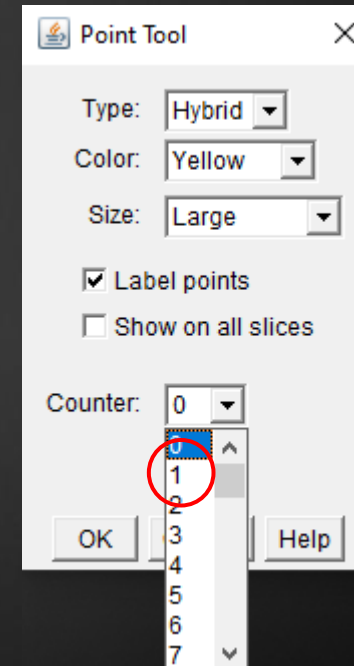 Point Tool
Type: Hybrid
Color: Yellow
Size: Large
Label points
Show on all slices
Counter: 0
0
1
2
OK 3 Help
4
5
6
7